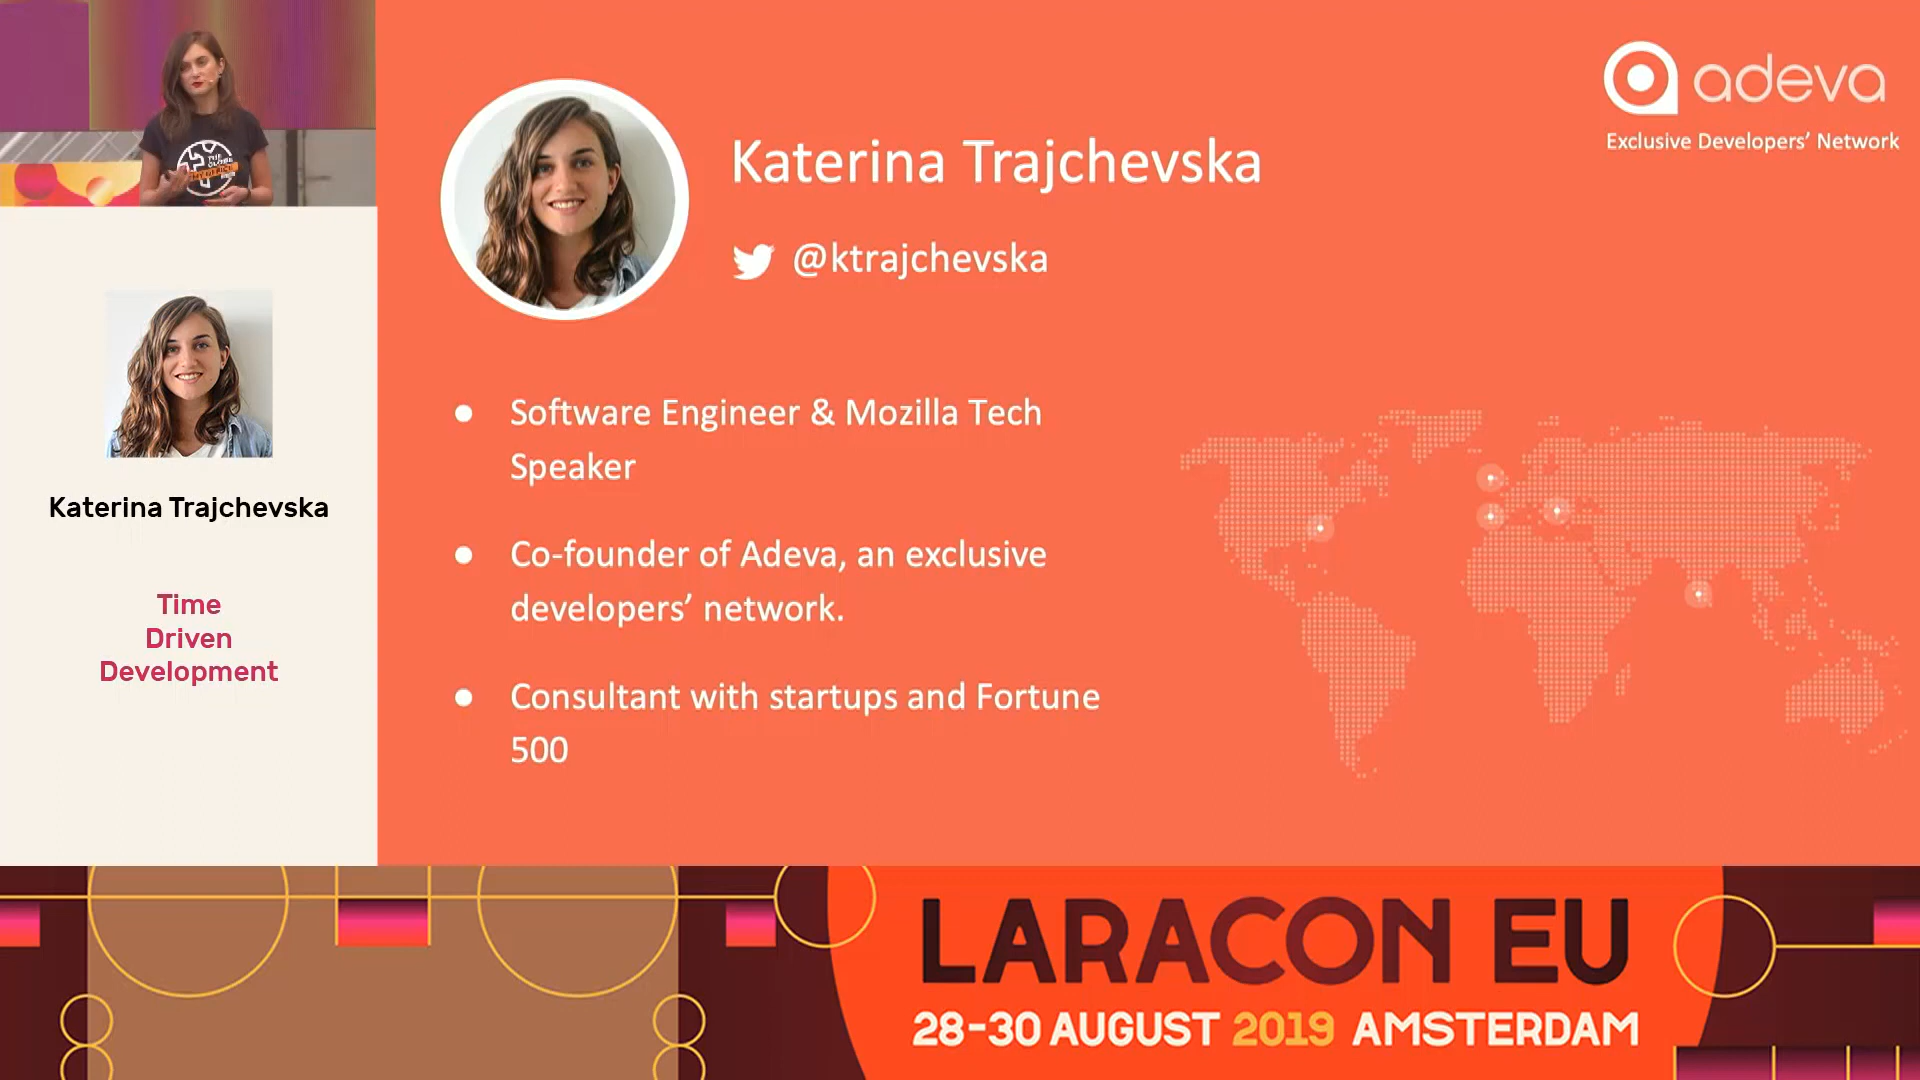 THE
GLOBE
Katerina Trajchevska
Time
Driven
Development
adeva
Exclusive Developers’ Network
Katerina Trajchevska
@ktrajchevska
● Software Engineer & Mozilla Tech
Speaker
● Co-founder of Adeva, an exclusive
developers’ network.
● Consultant with startups and Fortune
500
LARACON EU
28-30 AUGUST 2019 AMSTERDAM